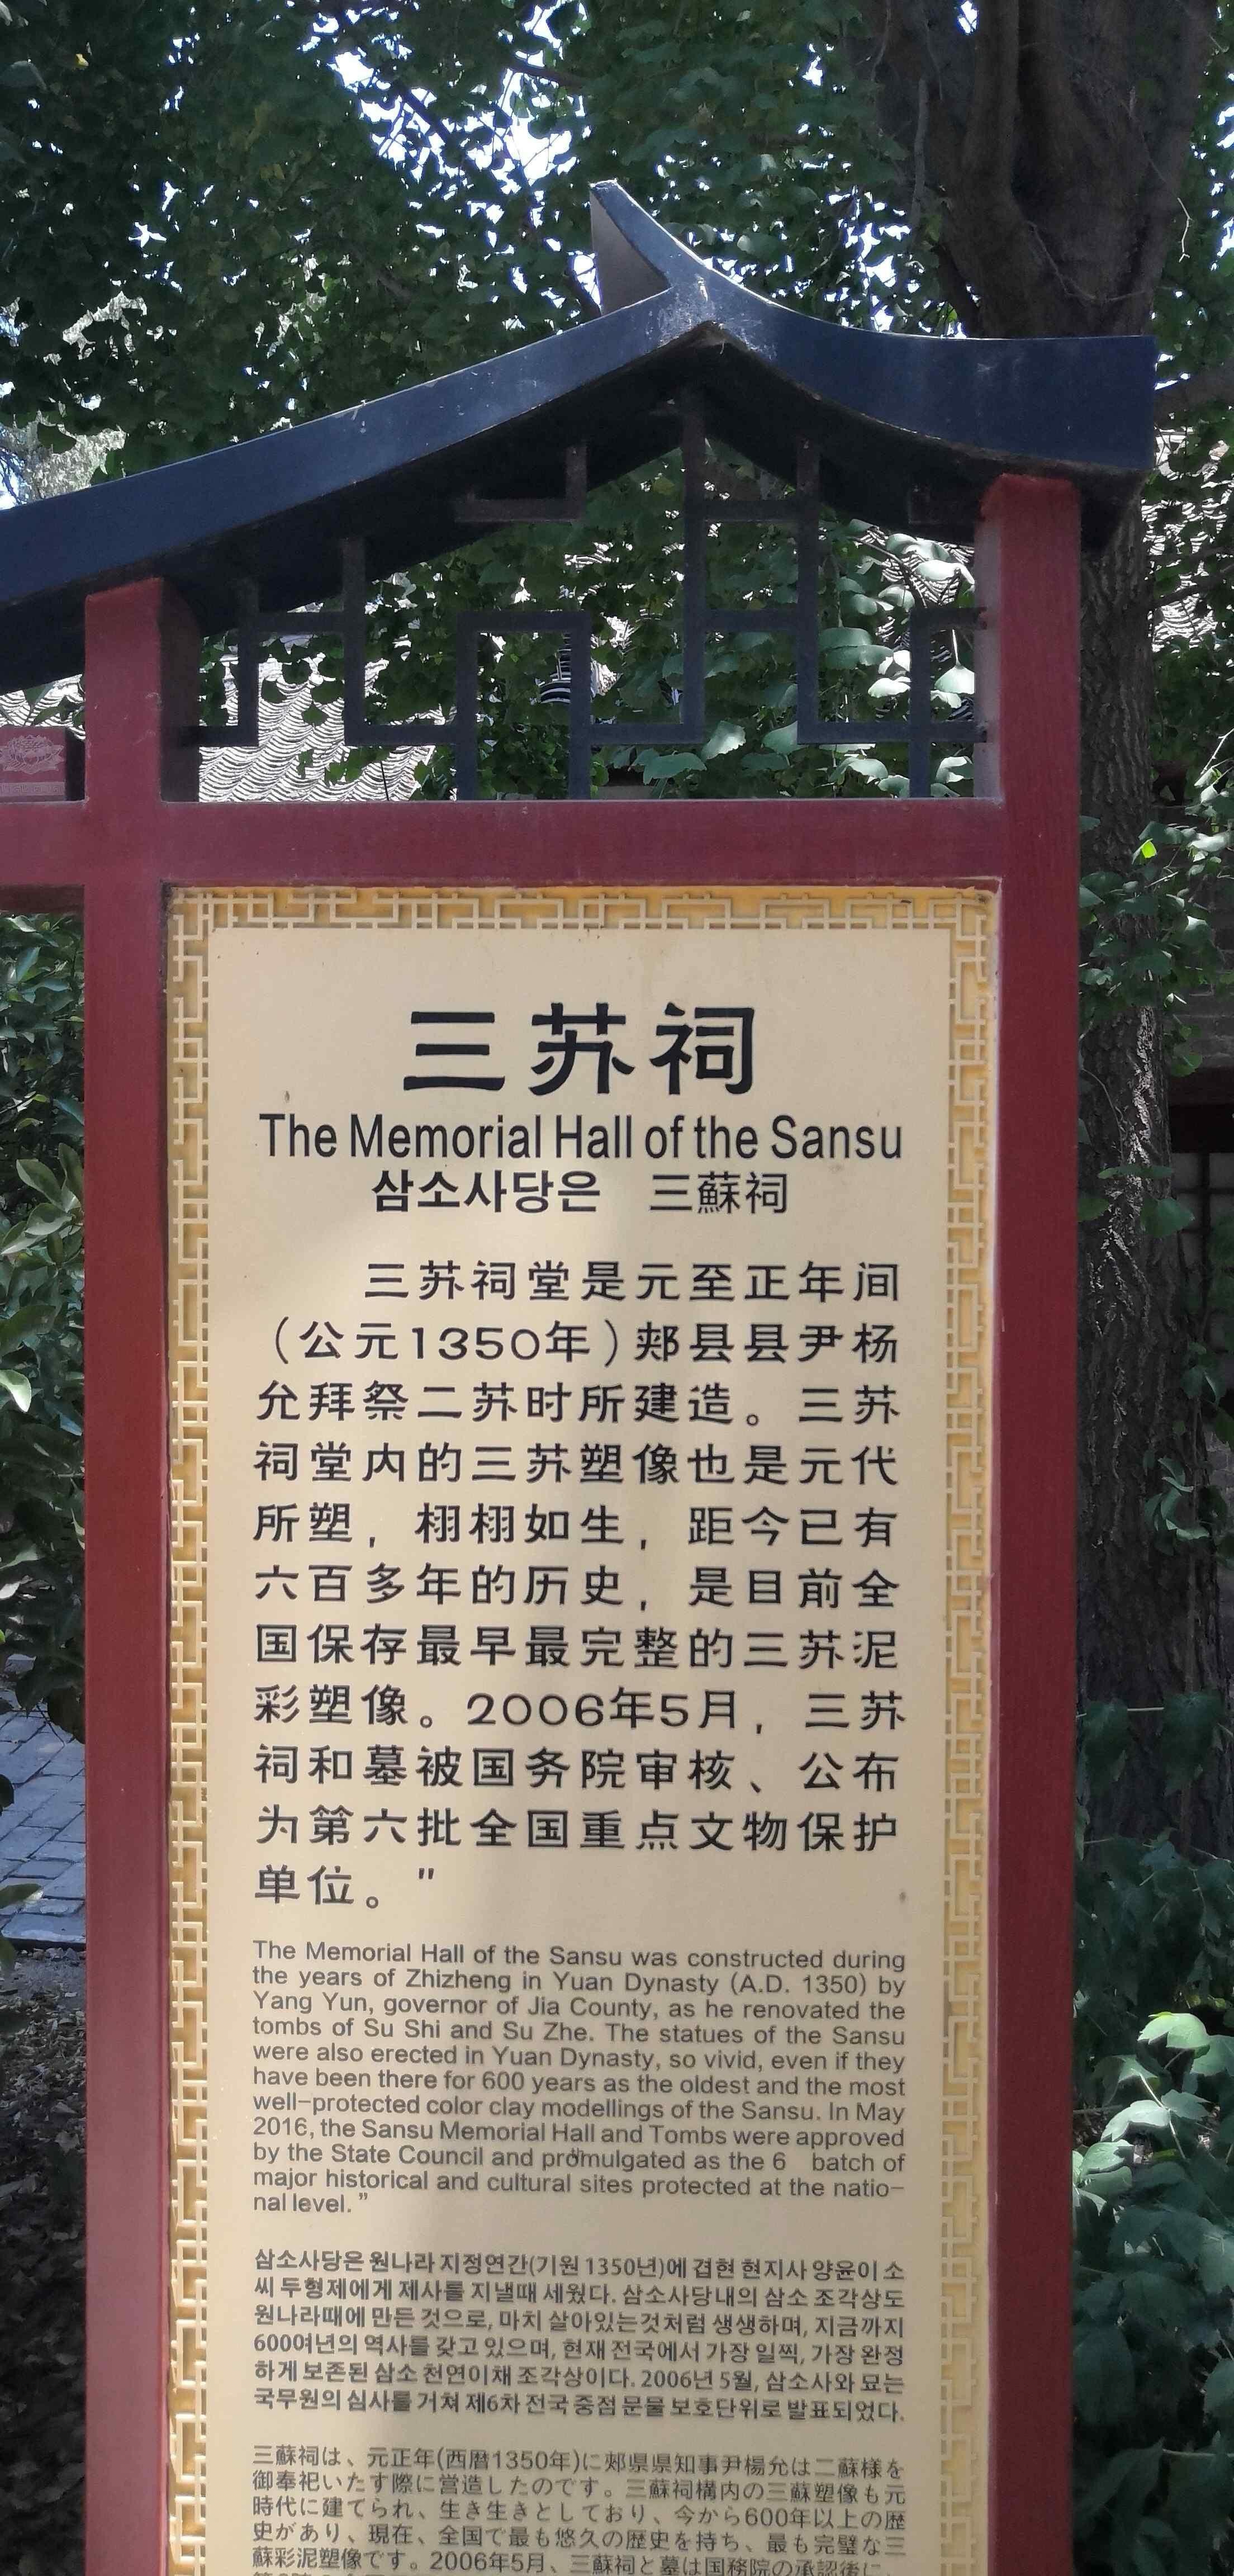 三苏祠
The Memorial Hall of the Sansu
삼소사당은 三蘇祠
三苏祠堂是元至正年间
（公元1350年）郏县县尹杨
允拜祭二苏时所建造。三苏
祠堂内的三苏塑像也是元代
所塑，栩栩如生，距今已有
六百多年的历史，是目前全
国保存最早最完整的三苏泥
彩塑像。2006年5月，三苏
祠和墓被国务院审核、公布
为第六批全国重点文物保护
单位。"
The Memorial Hall of the Sansu was constructed during
the years of Zhizheng in Yuan Dynasty (A.D. 1350) by
Yang Yun, governor of Jia County, as he renovated the
tombs of Su Shi and Su Zhe. The statues of the Sansu
were also erected in Yuan Dynasty, so vivid, even if they
have been there for 600 years as the oldest and the most
well-protected color clay modellings of the Sansu. In May
2016, the Sansu Memorial Hall and Tombs were approved
by the State Council and promulgated as the 6 batch of
major historical and cultural sites protected at the natio-
nal level. ”
삼소사당은 원나라 지정연간(기원 1350년)에 겹현 현지사 양윤이 소
씨 두형제에게 제사를 지낼때 세웠다. 삼소사당내의 삼소 조각상도
원나라때에 만든 것으로, 마치 살아있는것처럼 생생하며, 지금까지
600여년의 역사를 갖고 있으며, 현재 전국에서 가장 일찍, 가장 완정
하게 보존된 삼소 천연이채 조각상이다. 2006년 5월, 삼소사와 묘는
국무원의 심사를 거쳐 제6차 전국 중점 문물 보호단위로 발표되었다.
三蘇祠は、元正年(西暦1350年)に郟県県知事尹楊允は二蘇様を
御奉祀いたす際に営造したのです。三蘇祠構内の三蘇塑像も元
時代に建てられ、生き生きとしており、今から600年以上の歴
史があり、現在、全国で最も悠久の歴史を持ち、最も完璧な三
蘇彩泥塑像です。2006年5月、三蘇祠と墓は国務院の承認後に、